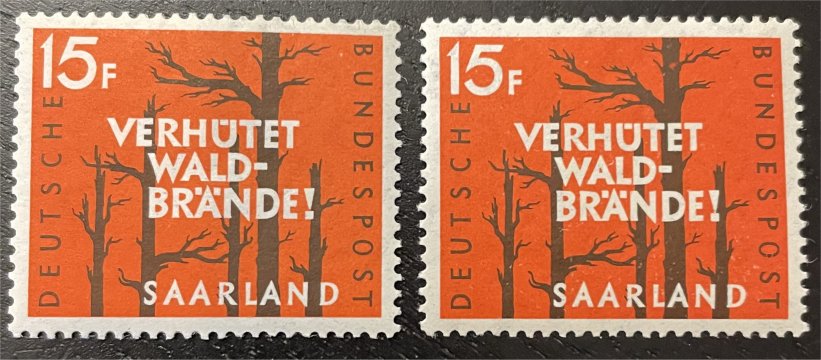 15F
DEUTSCHE
BUNDESPOST
VERHÜTET
WALD-
BRÄNDE!
SAARLAND
15F
DEUTSCHE
BUNDESPOST
VERHÜTET
WALD-
BRÄNDE!
SAARLAND